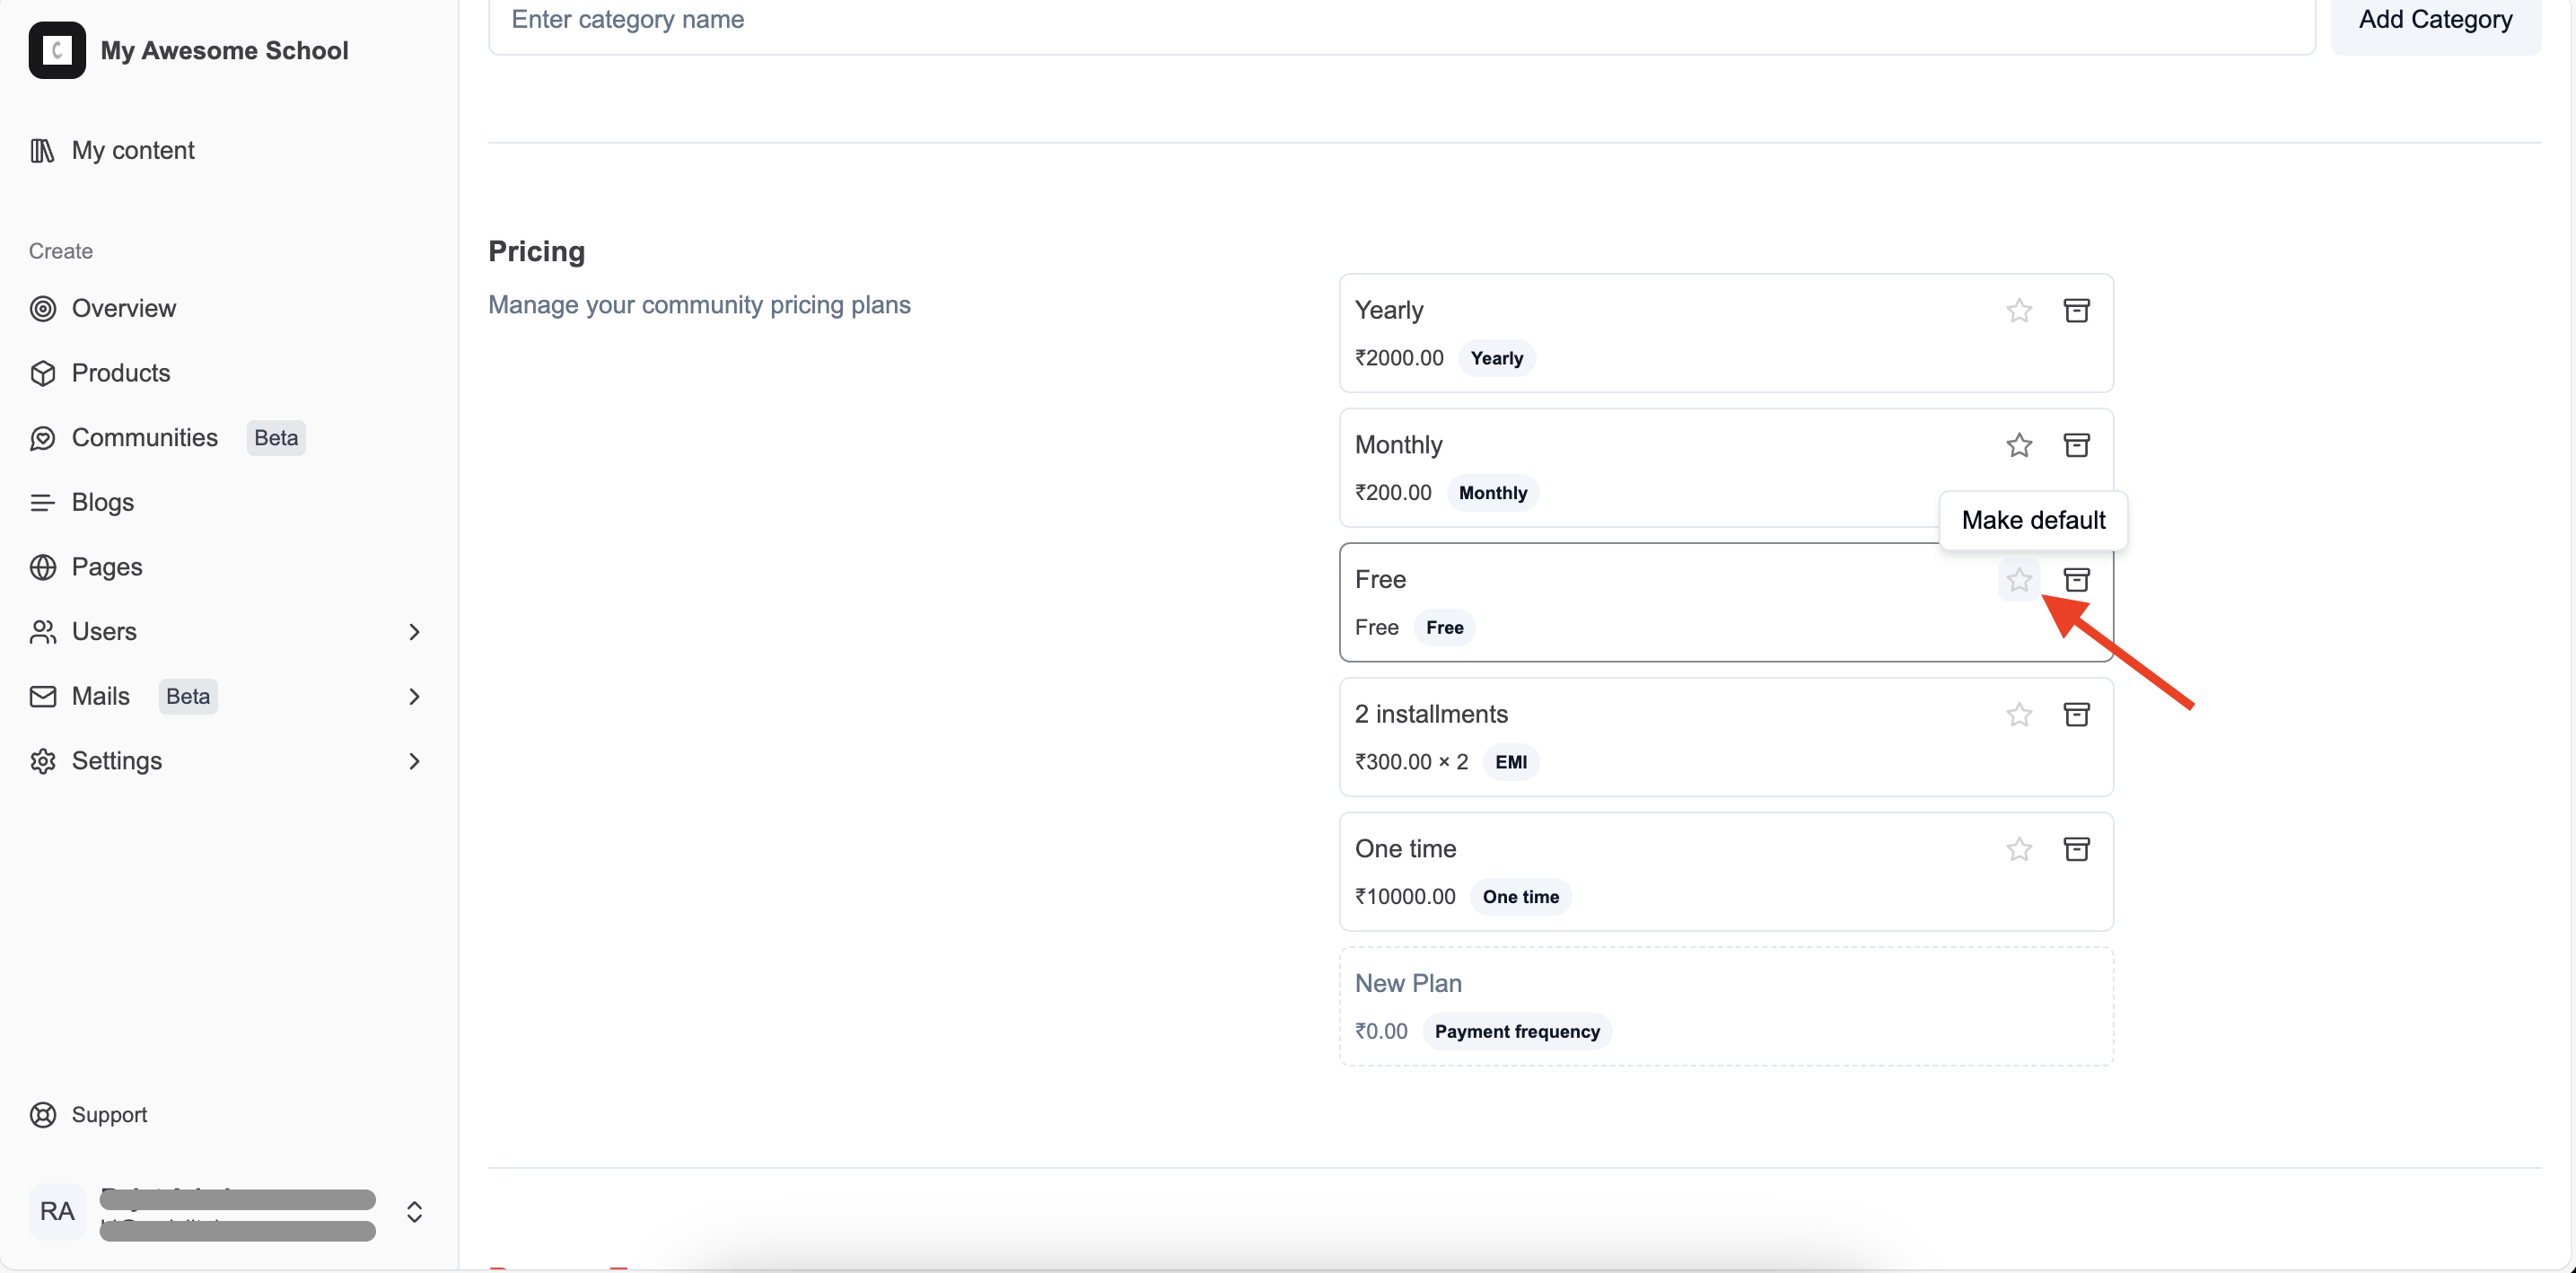 My Awesome School
My content
Create
Overview
Products
Communities Beta
Blogs
Pages
Users
Mails Beta
Settings
Support
RA
Enter category name
Add Category
Pricing
Manage your community pricing plans
Yearly
₹2000.00 Yearly
Monthly
₹200.00 Monthly
Make default
Free
Free Free
2 installments
₹300.00 × 2 EMI
One time
₹10000.00 One time
New Plan
₹0.00 Payment frequency